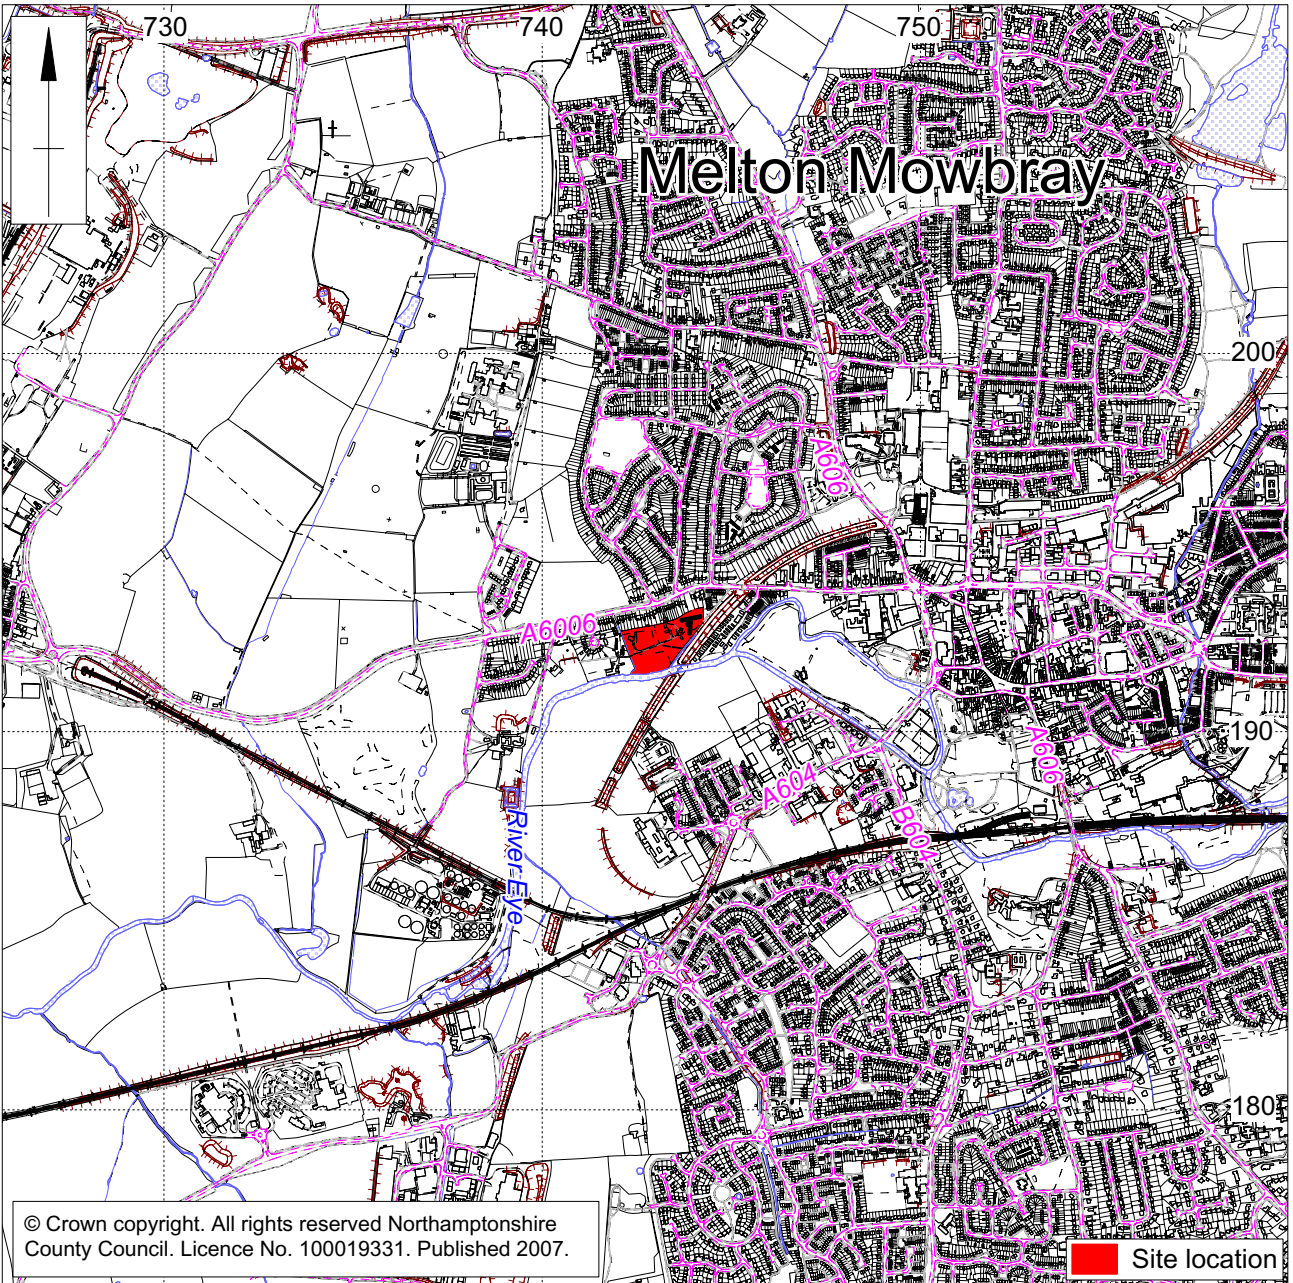 730
740
750
Melton Mowbray
200
A606
A6006
190
A606
A604
B604
River Eye
180
© Crown copyright. All rights reserved Northamptonshire
County Council. Licence No. 100019331. Published 2007.
Site location